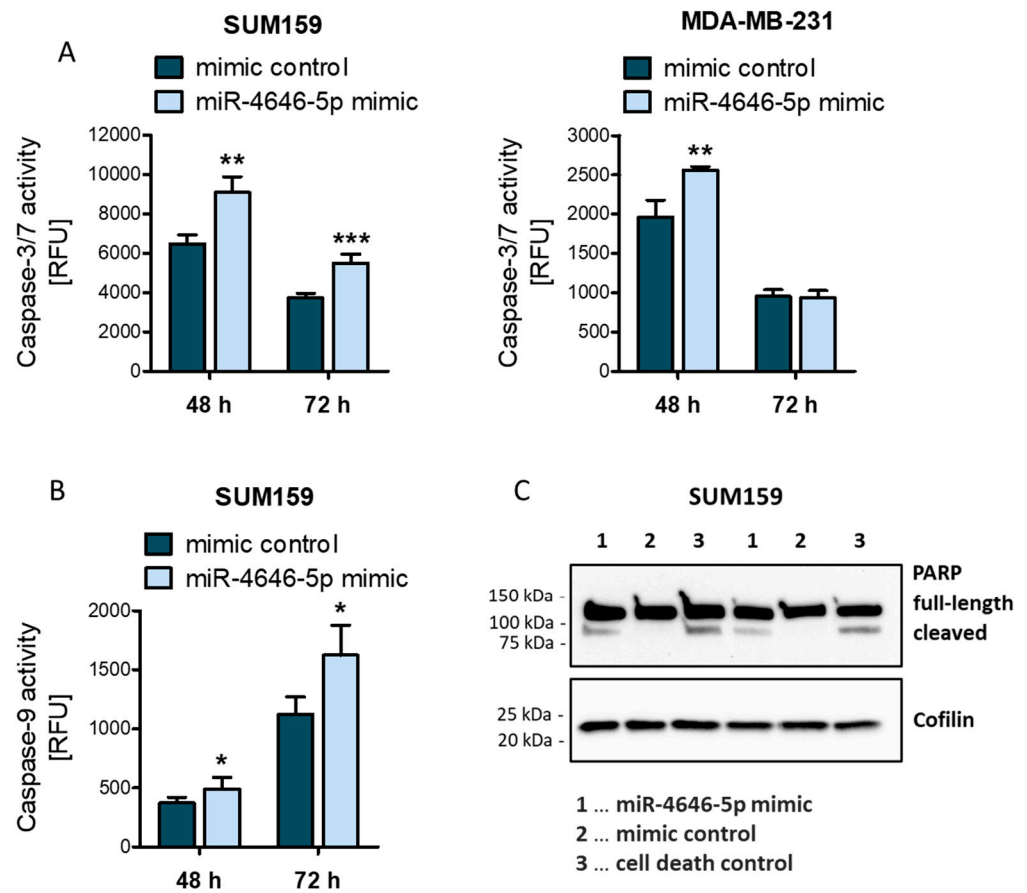 A
SUM159
mimic control
miR-4646-5p mimic
Caspase-3/7 activity
[RFU]
12000
10000
8000
6000
4000
2000
0
**
***
48 h
72 h
MDA-MB-231
mimic control
miR-4646-5p mimic
Caspase-3/7 activity
[RFU]
3000
2500
2000
1500
1000
500
0
**
48 h
72 h
B
SUM159
mimic control
miR-4646-5p mimic
Caspase-9 activity
[RFU]
2000
1500
1000
500
0
*
*
48 h
72 h
C
SUM159
1 2 3 1 2 3
150 kDa -
100 kDa -
75 kDa -
PARP
full-length
cleaved
25 kDa -
20 kDa -
Cofilin
1 ... miR-4646-5p mimic
2 ... mimic control
3 ... cell death control